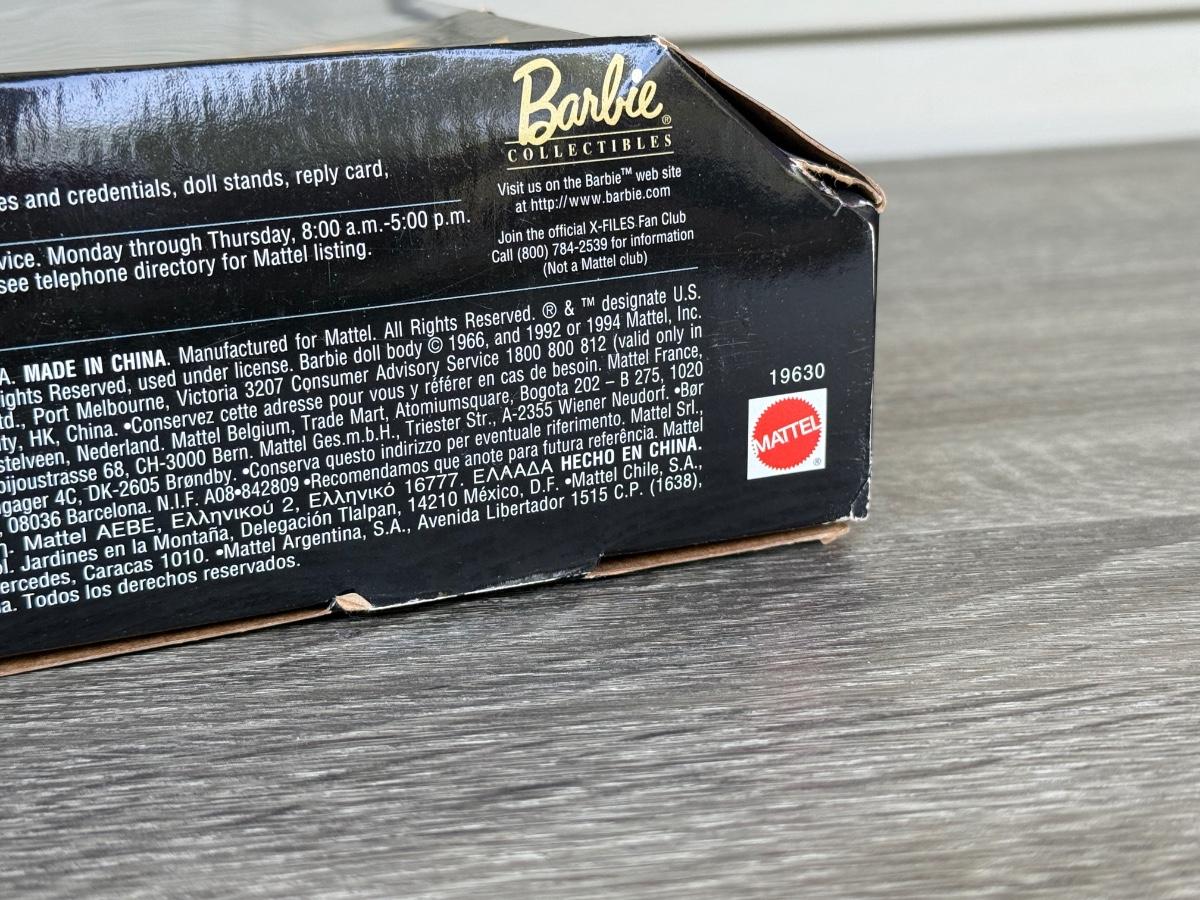 Barbie®
COLLECTIBLES
Visit us on the Barbie™ web site
at http://www.barbie.com
Join the official X-FILES Fan Club
Call (800) 784-2539 for information
(Not a Mattel club)
es and credentials, doll stands, reply card,
vice. Monday through Thursday, 8:00 a.m.-5:00 p.m.
see telephone directory for Mattel listing.
A. MADE IN CHINA. Manufactured for Mattel. All Rights Reserved. ® & ™ designate U.S.
ights Reserved, used under license. Barbie doll body © 1966, and 1992 or 1994 Mattel, Inc.
td., Port Melbourne, Victoria 3207 Consumer Advisory Service 1800 800 812 (valid only in
ty, HK, China. •Conservez cette adresse pour vous y référer en cas de besoin. Mattel France,
stelveen, Nederland. Mattel Belgium, Trade Mart, Atomiumsquare, Bogota 202 – B 275, 1020
bijoustrasse 68, CH-3000 Bern. Mattel Ges.m.b.H., Triester Str., A-2355 Wiener Neudorf. •Bør
gager 4C, DK-2605 Brøndby. •Conserva questo indirizzo per eventuale riferimento. Mattel Srl.,
, 08036 Barcelona. N.I.F. A08•842809 •Recomendamos que anote para futura referência. Mattel
η. Mattel AEBE, Ελληνικού 2, Ελληνικό 16777. ΕΛΛΑΔΑ HECHO EN CHINA.
ol. Jardines en la Montaña, Delegación Tlalpan, 14210 México, D.F. •Mattel Chile, S.A.,
ercedes, Caracas 1010. •Mattel Argentina, S.A., Avenida Libertador 1515 C.P. (1638),
a. Todos los derechos reservados.
19630
MATTEL
®